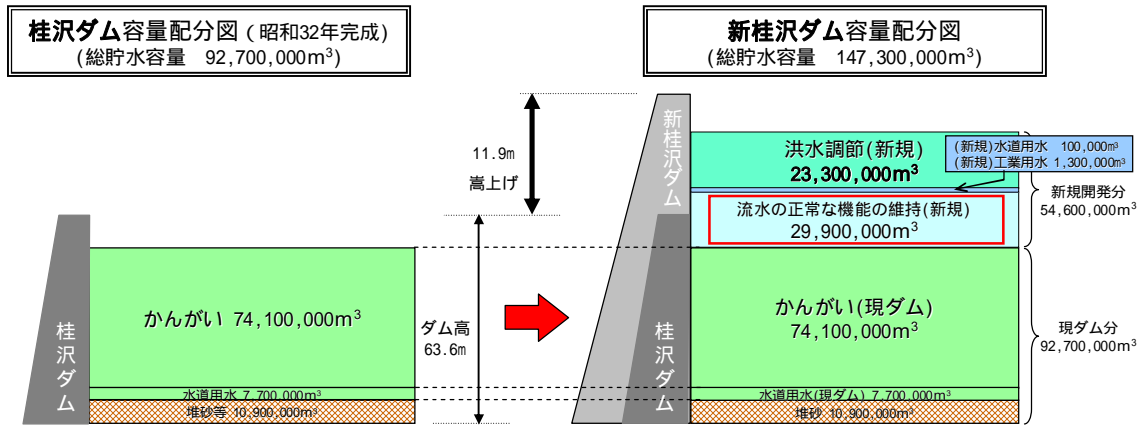 桂沢ダム容量配分図 (昭和32年完成)
(総貯水容量 92,700,000m³)
新桂沢ダム容量配分図
(総貯水容量 147,300,000m³)
桂沢ダム
かんがい 74,100,000m³
水道用水 7,700,000m³
堆砂等 10,900,000m³
11.9m
嵩上げ
ダム高
63.6m
新桂沢ダム
桂沢ダム
洪水調節(新規)
23,300,000m³
(新規)水道用水 100,000m³
(新規)工業用水 1,300,000m³
流水の正常な機能の維持(新規)
29,900,000m³
新規開発分
54,600,000m³
かんがい(現ダム)
74,100,000m³
水道用水(現ダム) 7,700,000m³
堆砂 10,900,000m³
現ダム分
92,700,000m³